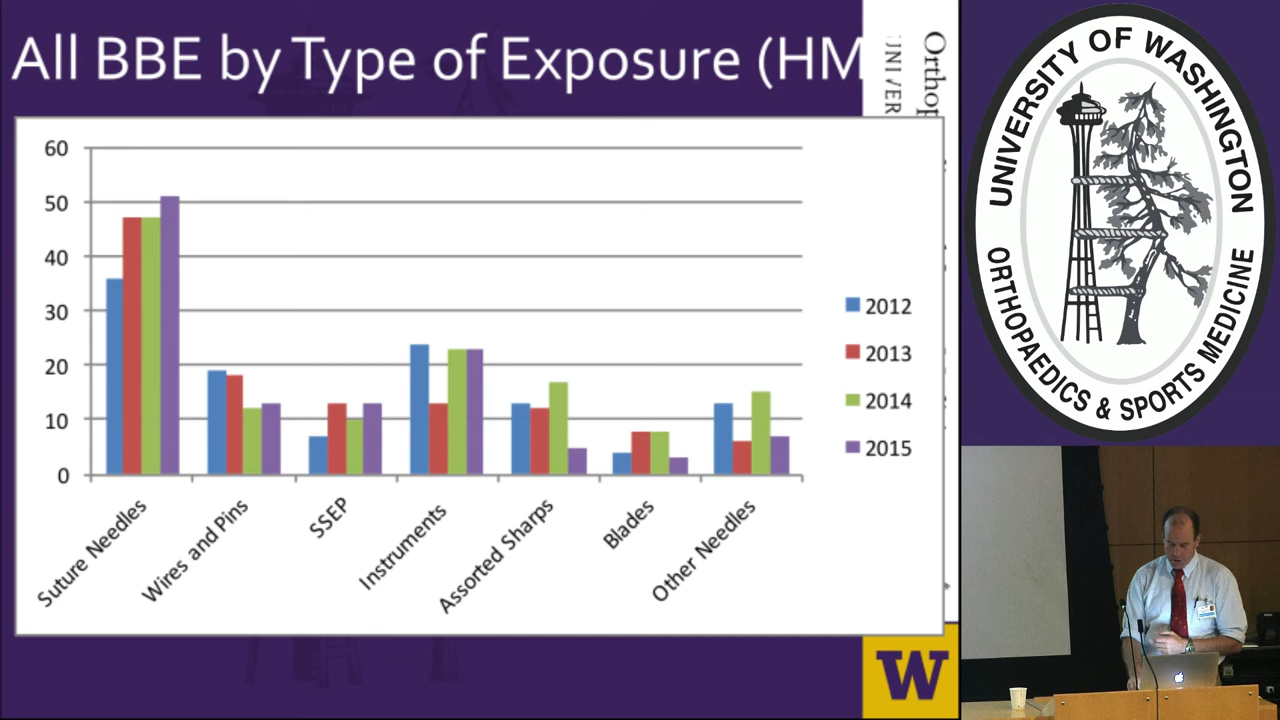 All BBE by Type of Exposure (HM
Orthop
UNIVER
60
50
40
30
20
10
0
Suture Needles
Wires and Pins
SSEP
Instruments
Assorted Sharps
Blades
Other Needles
2012
2013
2014
2015
W
UNIVERSITY OF WASHINGTON
ORTHOPAEDICS & SPORTS MEDICINE